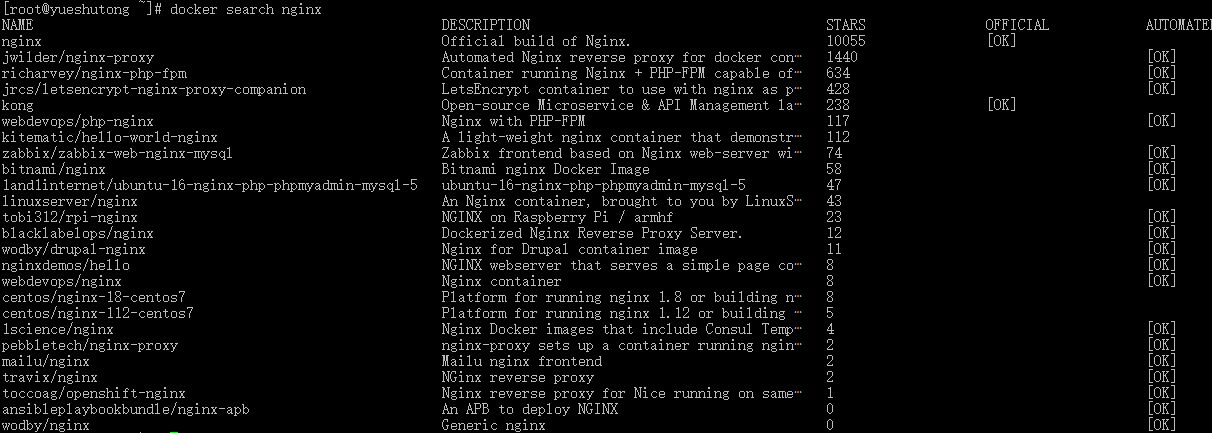 [root@yueshutong ~]# docker search nginx
NAME DESCRIPTION STARS OFFICIAL AUTOMATE
nginx Official build of Nginx. 10055 [OK]
jwilder/nginx-proxy Automated Nginx reverse proxy for docker con… 1440 [OK]
richarvey/nginx-php-fpm Container running Nginx + PHP-FPM capable of… 634 [OK]
jrcs/letsencrypt-nginx-proxy-companion LetsEncrypt container to use with nginx as p… 428 [OK]
kong Open-source Microservice & API Management la… 238 [OK]
webdevops/php-nginx Nginx with PHP-FPM 117 [OK]
kitematic/hello-world-nginx A light-weight nginx container that demonstr… 112
zabbix/zabbix-web-nginx-mysql Zabbix frontend based on Nginx web-server wi… 74 [OK]
bitnami/nginx Bitnami nginx Docker Image 58 [OK]
1and1internet/ubuntu-16-nginx-php-phpmyadmin-mysql-5 ubuntu-16-nginx-php-phpmyadmin-mysql-5 47 [OK]
linuxserver/nginx An Nginx container, brought to you by LinuxS… 43
tobi312/rpi-nginx NGINX on Raspberry Pi / armhf 23 [OK]
blacklabelops/nginx Dockerized Nginx Reverse Proxy Server. 12 [OK]
wodby/drupal-nginx Nginx for Drupal container image 11 [OK]
nginxdemos/hello NGINX webserver that serves a simple page co… 8 [OK]
webdevops/nginx Nginx container 8 [OK]
centos/nginx-18-centos7 Platform for running nginx 1.8 or building n… 8
centos/nginx-112-centos7 Platform for running nginx 1.12 or building … 5
1science/nginx Nginx Docker images that include Consul Temp… 4 [OK]
pebbletech/nginx-proxy nginx-proxy sets up a container running ngin… 2 [OK]
mailu/nginx Mailu nginx frontend 2 [OK]
travix/nginx NGinx reverse proxy 2 [OK]
toccoag/openshift-nginx Nginx reverse proxy for Nice running on same… 1 [OK]
ansibleplaybookbundle/nginx-apb An APB to deploy NGINX 0 [OK]
wodby/nginx Generic nginx 0 [OK]